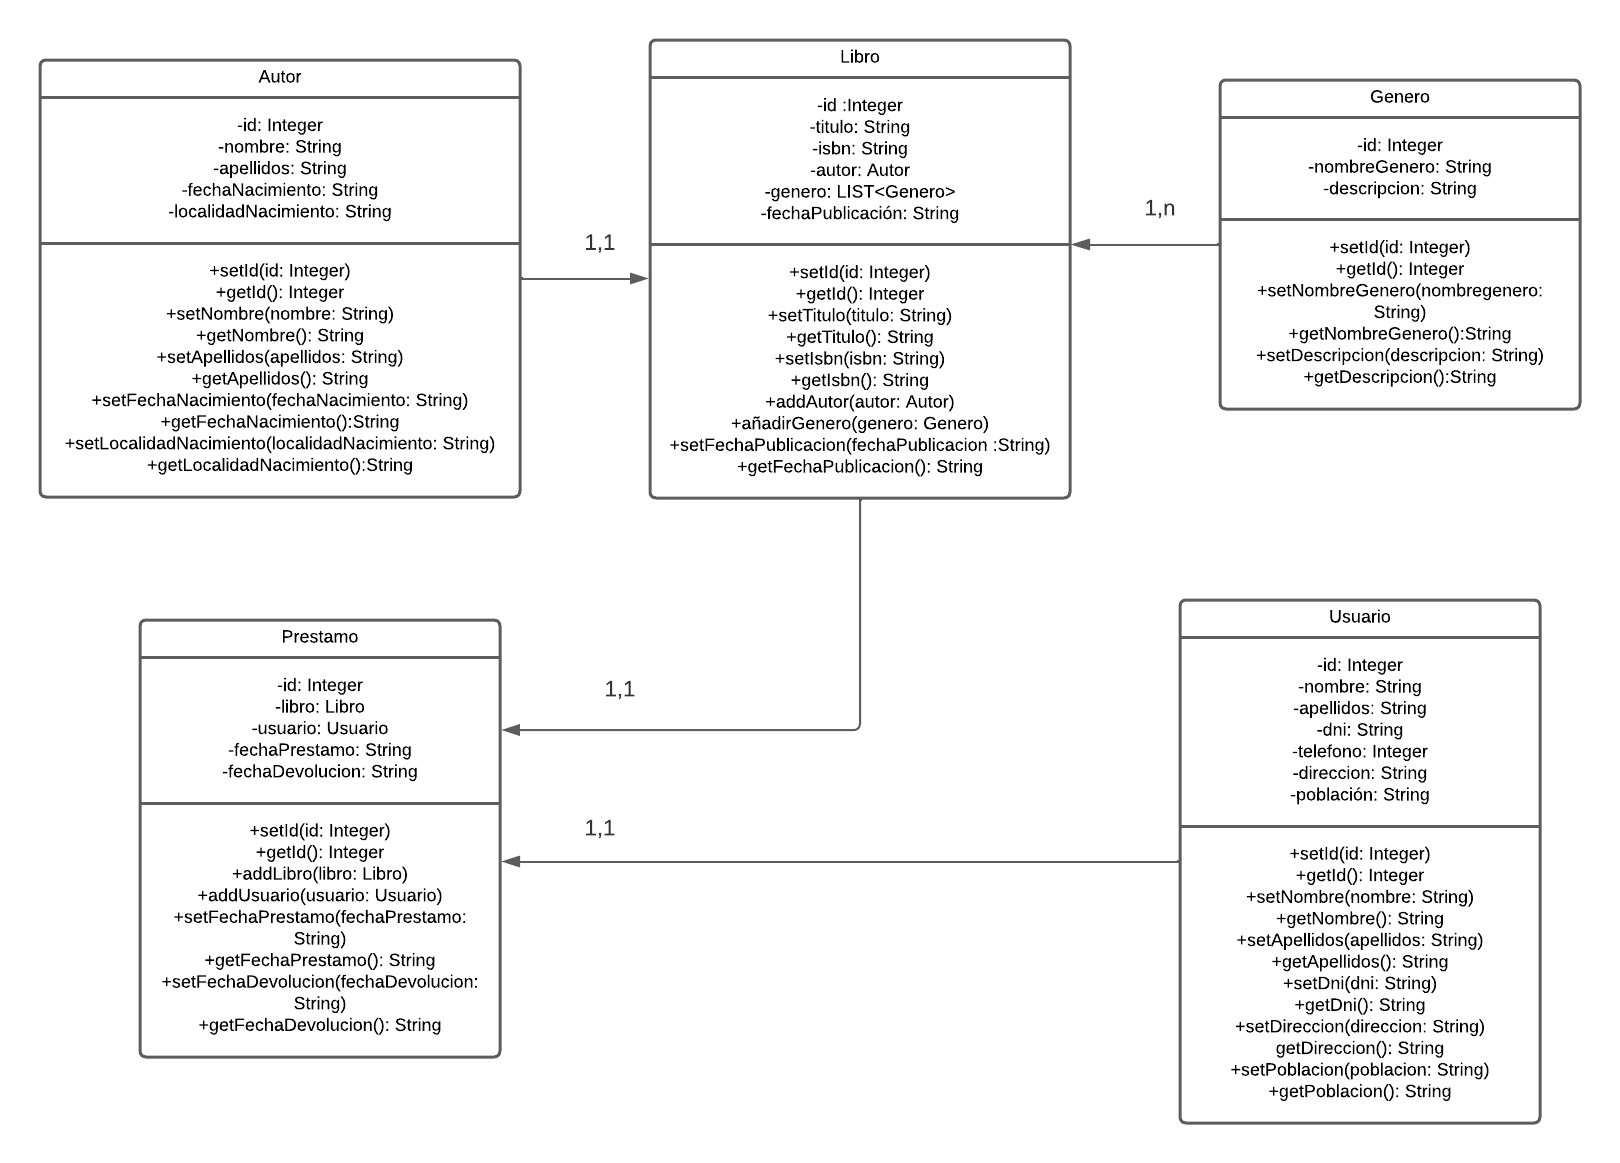 Autor
-id: Integer
-nombre: String
-apellidos: String
-fechaNacimiento: String
-localidadNacimiento: String
+setId(id: Integer)
+getId(): Integer
+setNombre(nombre: String)
+getNombre(): String
+setApellidos(apellidos: String)
+getApellidos(): String
+setFechaNacimiento(fechaNacimiento: String)
+getFechaNacimiento():String
+setLocalidadNacimiento(localidadNacimiento: String)
+getLocalidadNacimiento():String
1,1
Libro
-id :Integer
-titulo: String
-isbn: String
-autor: Autor
-genero: LIST<Genero>
-fechaPublicación: String
+setId(id: Integer)
+getId(): Integer
+setTitulo(titulo: String)
+getTitulo(): String
+setIsbn(isbn: String)
+getIsbn(): String
+addAutor(autor: Autor)
+añadirGenero(genero: Genero)
+setFechaPublicacion(fechaPublicacion :String)
+getFechaPublicacion(): String
1,n
Genero
-id: Integer
-nombreGenero: String
-descripcion: String
+setId(id: Integer)
+getId(): Integer
+setNombreGenero(nombregenero:
String)
+getNombreGenero():String
+setDescripcion(descripcion: String)
+getDescripcion():String
Prestamo
-id: Integer
-libro: Libro
-usuario: Usuario
-fechaPrestamo: String
-fechaDevolucion: String
+setId(id: Integer)
+getId(): Integer
+addLibro(libro: Libro)
+addUsuario(usuario: Usuario)
+setFechaPrestamo(fechaPrestamo:
String)
+getFechaPrestamo(): String
+setFechaDevolucion(fechaDevolucion:
String)
+getFechaDevolucion(): String
1,1
1,1
Usuario
-id: Integer
-nombre: String
-apellidos: String
-dni: String
-telefono: Integer
-direccion: String
-población: String
+setId(id: Integer)
+getId(): Integer
+setNombre(nombre: String)
+getNombre(): String
+setApellidos(apellidos: String)
+getApellidos(): String
+setDni(dni: String)
+getDni(): String
+setDireccion(direccion: String)
getDireccion(): String
+setPoblacion(poblacion: String)
+getPoblacion(): String